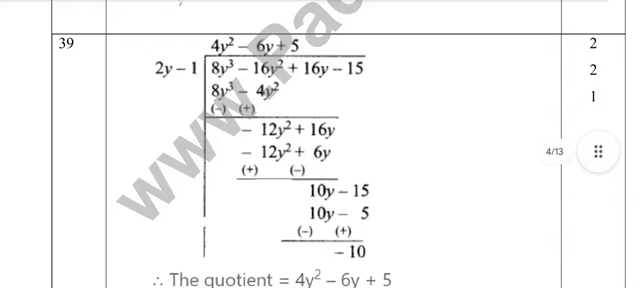 39
4y² – 6y + 5
2
2y – 1 8y³ – 16y² + 16y – 15
2
8y³ – 4y²
1
(–) (+)
– 12y² + 16y
– 12y² + 6y
4/13
(+) (–)
10y – 15
10y – 5
(–) (+)
– 10
∴ The quotient = 4y² – 6y + 5